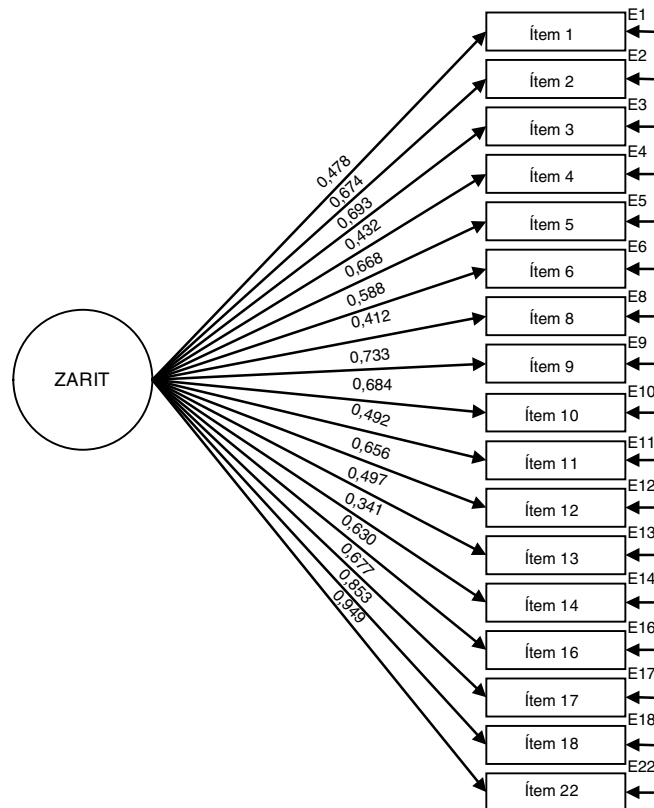 E1
Ítem 1
E2
Ítem 2
E3
Ítem 3
E4
Ítem 4
E5
Ítem 5
E6
Ítem 6
E8
Ítem 8
E9
Ítem 9
E10
Ítem 10
E11
Ítem 11
E12
Ítem 12
E13
Ítem 13
E14
Ítem 14
E16
Ítem 16
E17
Ítem 17
E18
Ítem 18
E22
Ítem 22
0,478
0,674
0,693
0,432
0,668
0,588
0,412
0,733
0,684
0,492
0,656
0,497
0,341
0,630
0,677
0,853
0,949
ZARIT